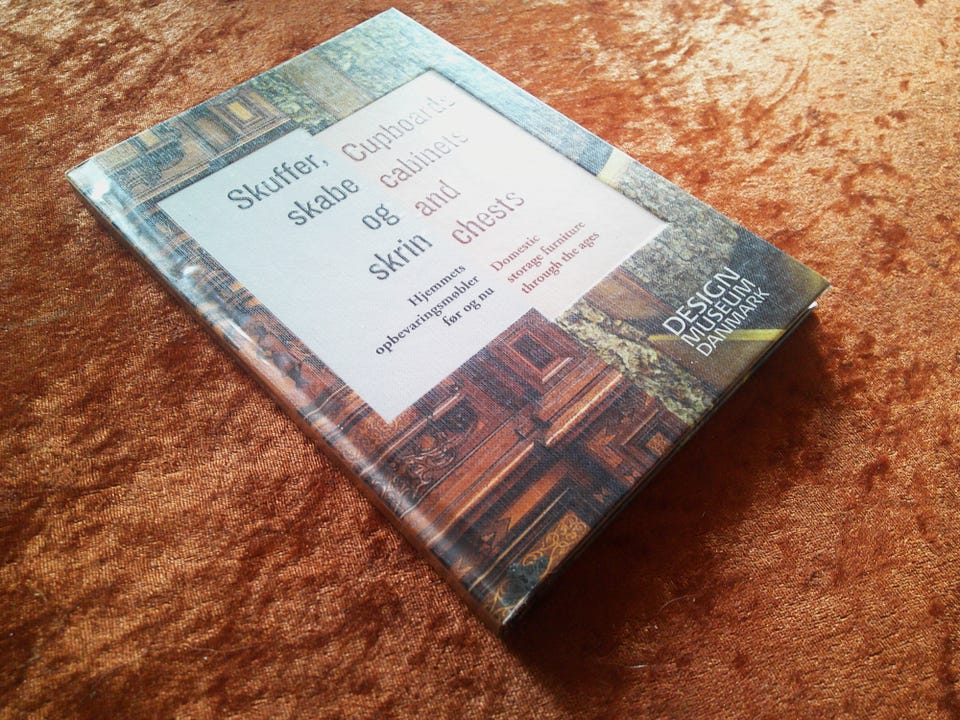 Skuffer,
skabe
og
skrin
Cupboards
cabinets
and
chests
Hjemmets
opbevaringsmøbler
før og nu
Domestic
storage furniture
through the ages
DESIGN
MUSEUM
DANMARK